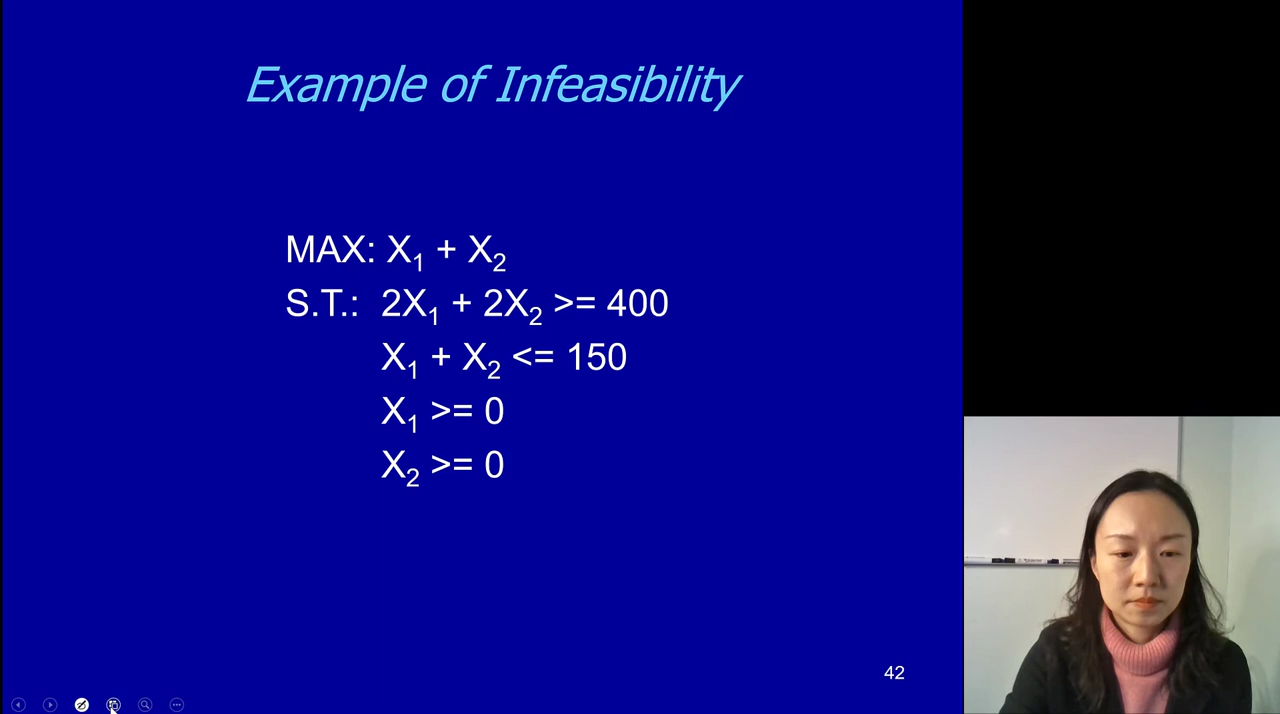 Example of Infeasibility
MAX: X₁ + X₂
S.T.: 2X₁ + 2X₂ >= 400
X₁ + X₂ <= 150
X₁ >= 0
X₂ >= 0
42